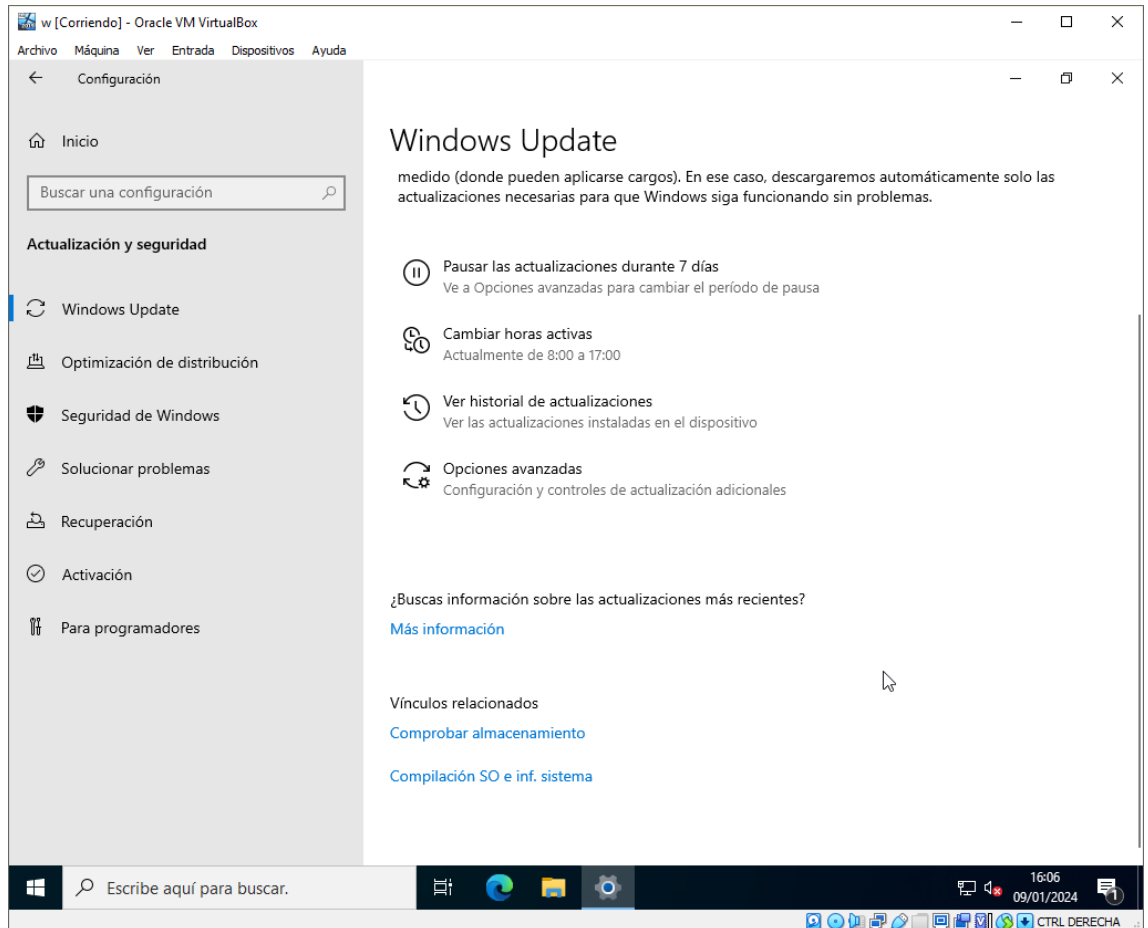 w [Corriendo] - Oracle VM VirtualBox
Archivo Máquina Ver Entrada Dispositivos Ayuda
Configuración
Inicio
Buscar una configuración
Actualización y seguridad
Windows Update
Optimización de distribución
Seguridad de Windows
Solucionar problemas
Recuperación
Activación
Para programadores
Windows Update
medido (donde pueden aplicarse cargos). En ese caso, descargaremos automáticamente solo las
actualizaciones necesarias para que Windows siga funcionando sin problemas.
Pausar las actualizaciones durante 7 días
Ve a Opciones avanzadas para cambiar el período de pausa
Cambiar horas activas
Actualmente de 8:00 a 17:00
Ver historial de actualizaciones
Ver las actualizaciones instaladas en el dispositivo
Opciones avanzadas
Configuración y controles de actualización adicionales
¿Buscas información sobre las actualizaciones más recientes?
Más información
Vínculos relacionados
Comprobar almacenamiento
Compilación SO e inf. sistema
Escribe aquí para buscar.
16:06
09/01/2024
1
CTRL DERECHA